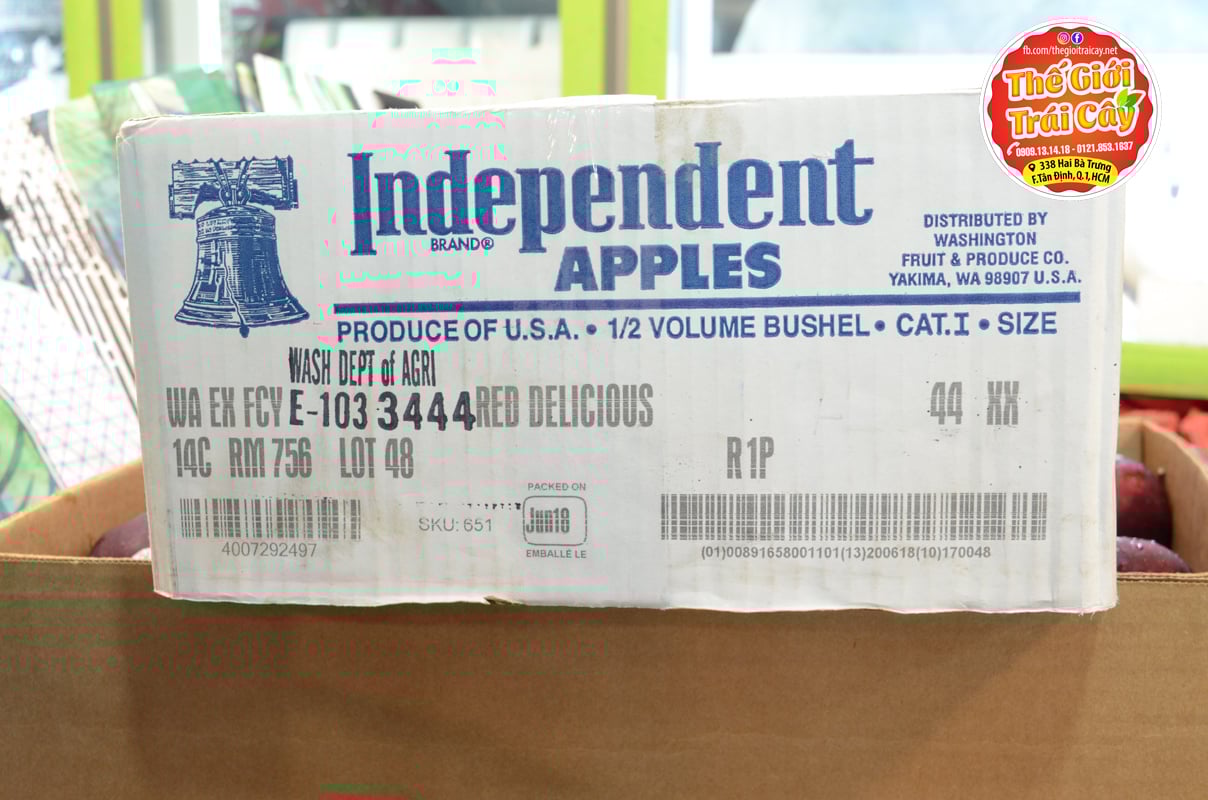 fb.com/thegioitraicay.net
Thế Giới
Trái Cây
0909.13.14.18 - 0121.853.1637
338 Hai Bà Trưng
F.Tân Định, Q.1, HCM
Independent
BRAND®
APPLES
DISTRIBUTED BY
WASHINGTON
FRUIT & PRODUCE CO.
YAKIMA, WA 98907 U.S.A.
PRODUCE OF U.S.A. • 1/2 VOLUME BUSHEL • CAT.I • SIZE
WASH DEPT of AGRI
WA EX FCY E-103 3444 RED DELICIOUS 44 XX
14C RM 756 LOT 48 R1P
PACKED ON
SKU: 651 Jun18
EMBALLÉ LE
4007292497
(01)00891658001101(13)200618(10)170048